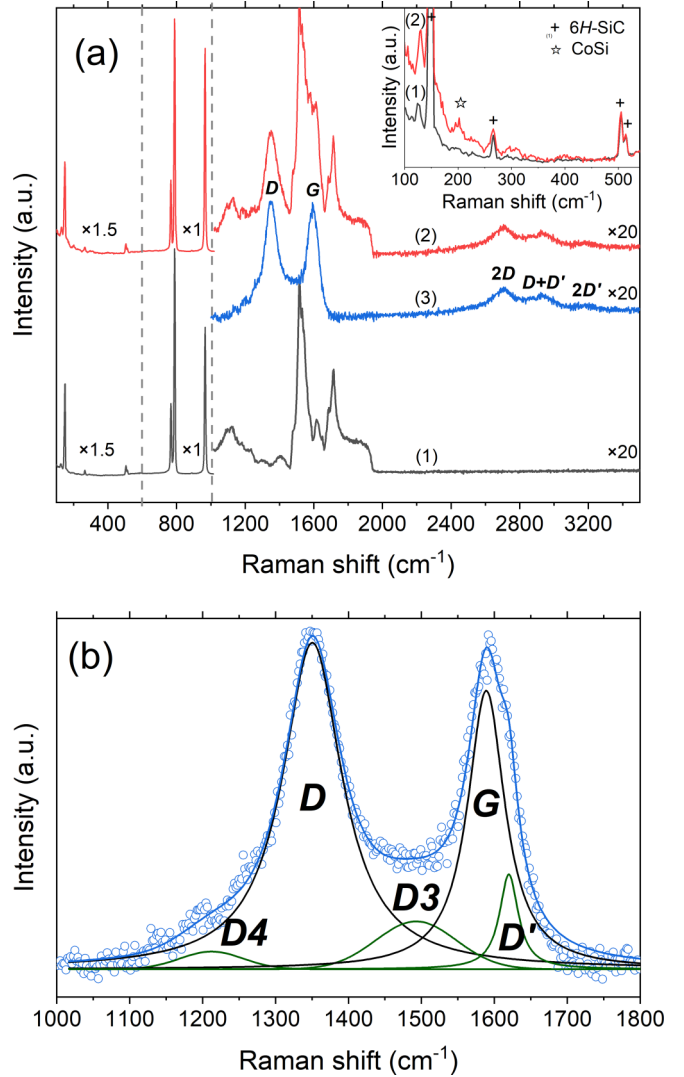 (a)
(2)
(1)
+ 6H-SiC
(1)
☆ CoSi
☆
+
+
+
+
Intensity (a.u.)
100 200 300 400 500
Raman shift (cm-1)
D G
×1.5 ×1 (2) ×20
2D D+D' 2D'
(3) ×20
×1.5 ×1 (1) ×20
Intensity (a.u.)
400 800 1200 1600 2000 2400 2800 3200
Raman shift (cm-1)
(b)
D
G
D3
D4
D'
Intensity (a.u.)
1000 1100 1200 1300 1400 1500 1600 1700 1800
Raman shift (cm-1)